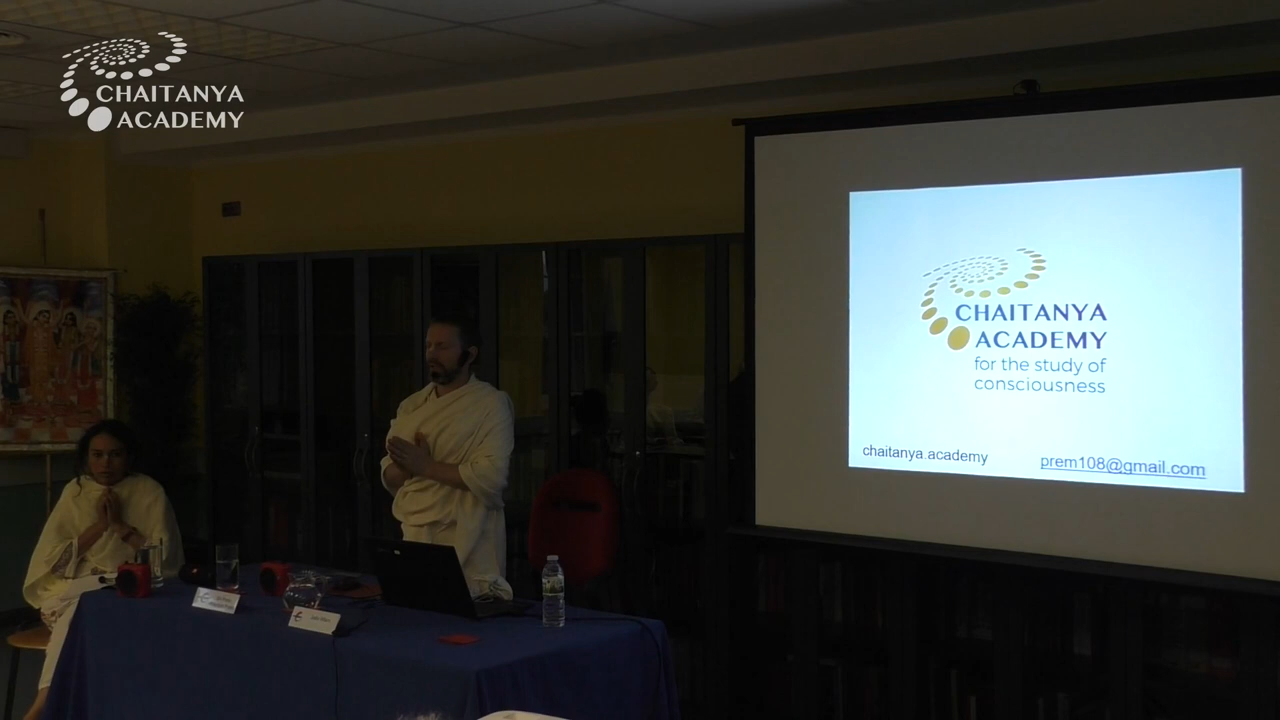 CHAITANYA
ACADEMY
CHAITANYA
ACADEMY
for the study of
consciousness
chaitanya.academy
prem108@gmail.com